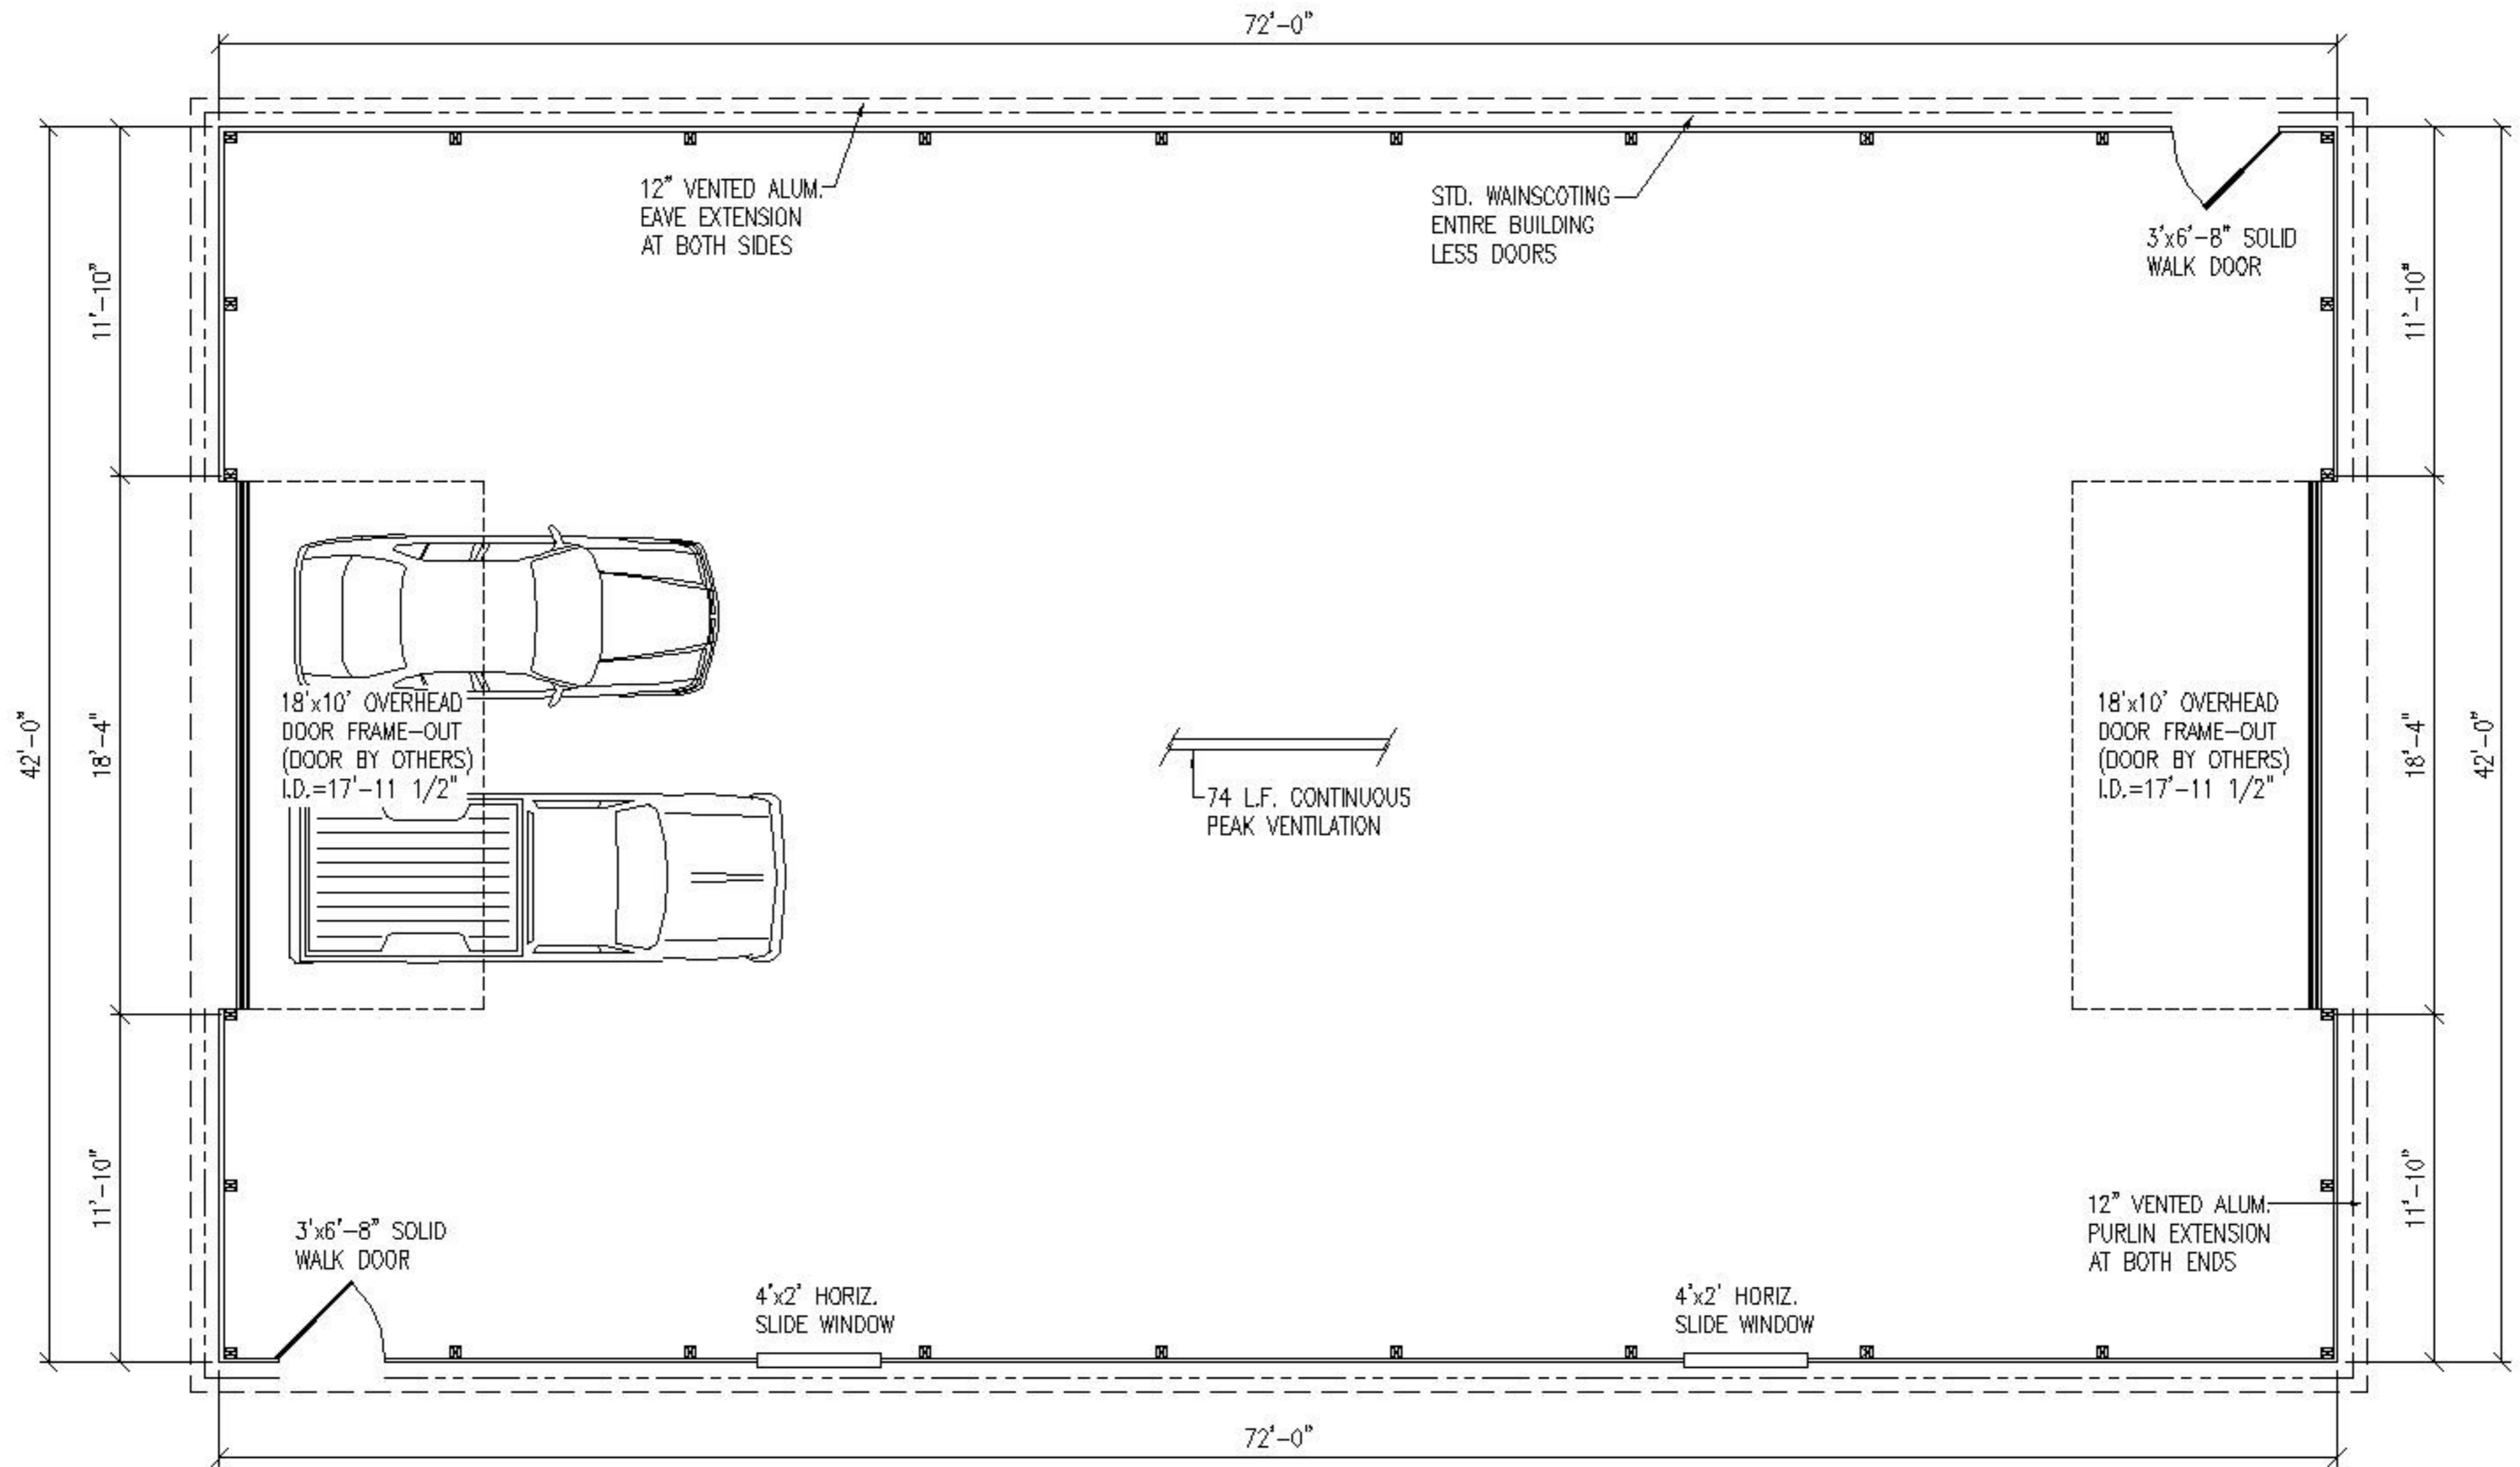 72'-0"
12" VENTED ALUM.
EAVE EXTENSION
AT BOTH SIDES
STD. WAINSCOTING
ENTIRE BUILDING
LESS DOORS
3'x6'-8" SOLID
WALK DOOR
11'-10"
11'-10"
42'-0"
18'-4"
18'x10' OVERHEAD
DOOR FRAME-OUT
(DOOR BY OTHERS)
I.D.=17'-11 1/2"
74 L.F. CONTINUOUS
PEAK VENTILATION
18'x10' OVERHEAD
DOOR FRAME-OUT
(DOOR BY OTHERS)
I.D.=17'-11 1/2"
18'-4"
42'-0"
11'-10"
3'x6'-8" SOLID
WALK DOOR
4'x2' HORIZ.
SLIDE WINDOW
4'x2' HORIZ.
SLIDE WINDOW
12" VENTED ALUM.
PURLIN EXTENSION
AT BOTH ENDS
11'-10"
72'-0"